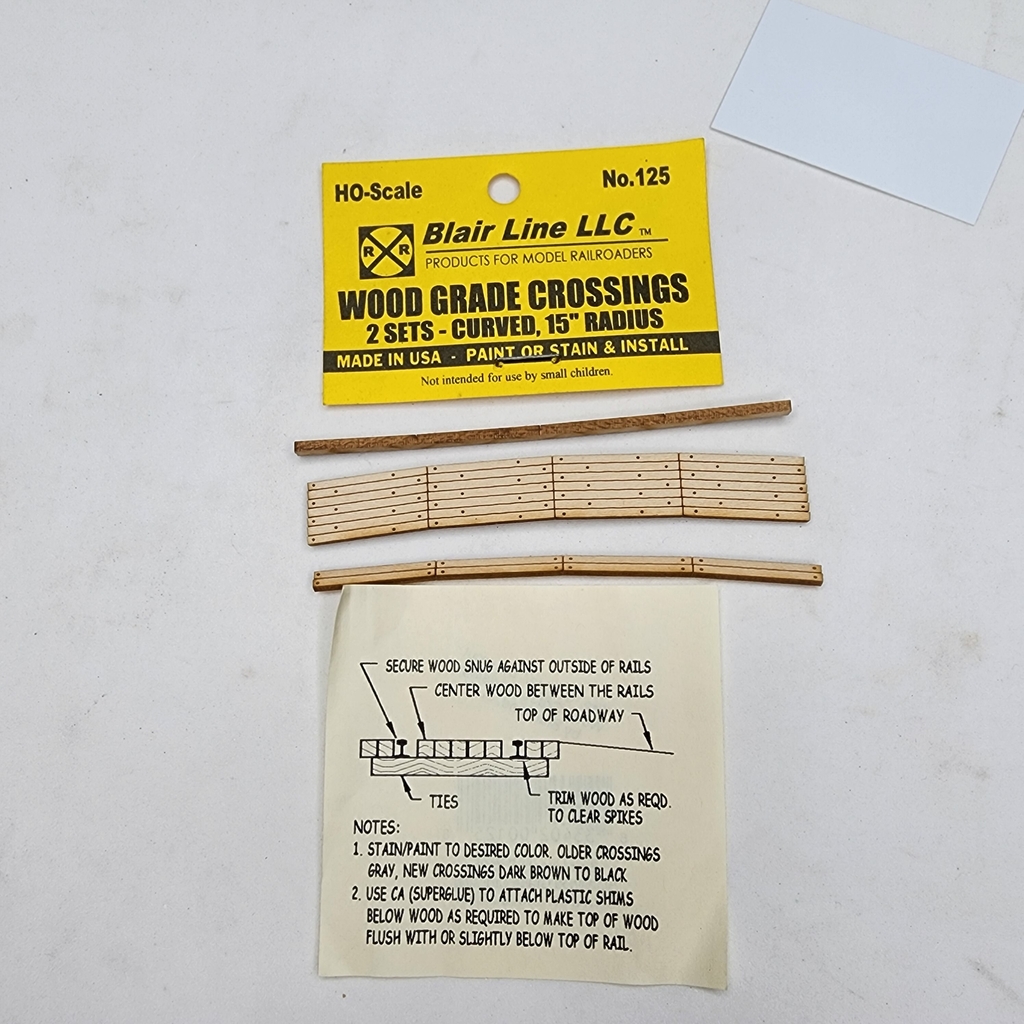 HO-Scale
No.125
R R
Blair Line LLC TM
PRODUCTS FOR MODEL RAILROADERS
WOOD GRADE CROSSINGS
2 SETS - CURVED, 15" RADIUS
MADE IN USA - PAINT OR STAIN & INSTALL
Not intended for use by small children.
SECURE WOOD SNUG AGAINST OUTSIDE OF RAILS
CENTER WOOD BETWEEN THE RAILS
TOP OF ROADWAY
TIES
TRIM WOOD AS REQD.
TO CLEAR SPIKES
NOTES:
1. STAIN/PAINT TO DESIRED COLOR. OLDER CROSSINGS
GRAY, NEW CROSSINGS DARK BROWN TO BLACK
2. USE CA (SUPERGLUE) TO ATTACH PLASTIC SHIMS
BELOW WOOD AS REQUIRED TO MAKE TOP OF WOOD
FLUSH WITH OR SLIGHTLY BELOW TOP OF RAIL.